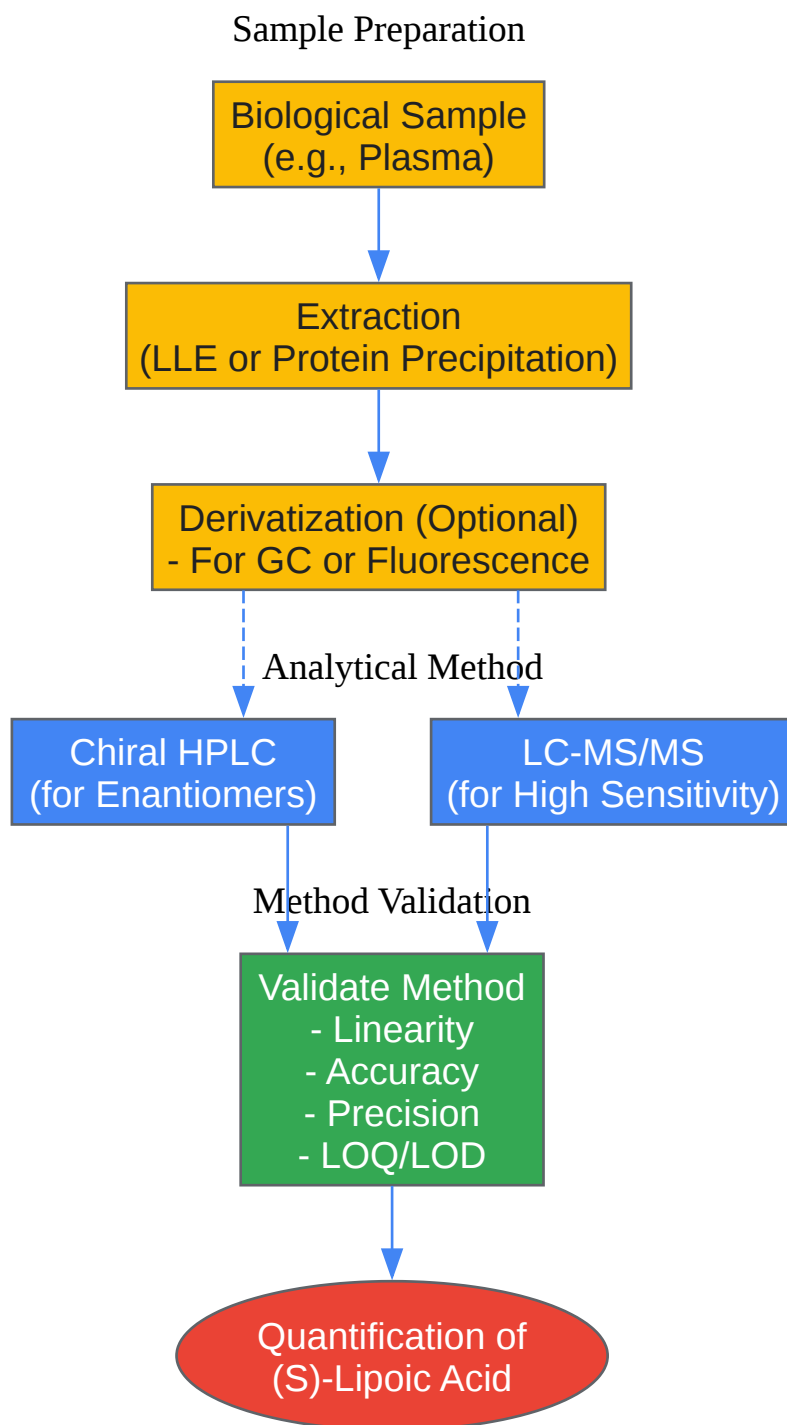 Sample Preparation
Biological Sample
(e.g., Plasma)
Extraction
(LLE or Protein Precipitation)
Derivatization (Optional)
- For GC or Fluorescence
Analytical Method
Chiral HPLC
(for Enantiomers)
LC-MS/MS
(for High Sensitivity)
Method Validation
Validate Method
- Linearity
- Accuracy
- Precision
- LOQ/LOD
Quantification of
(S)-Lipoic Acid